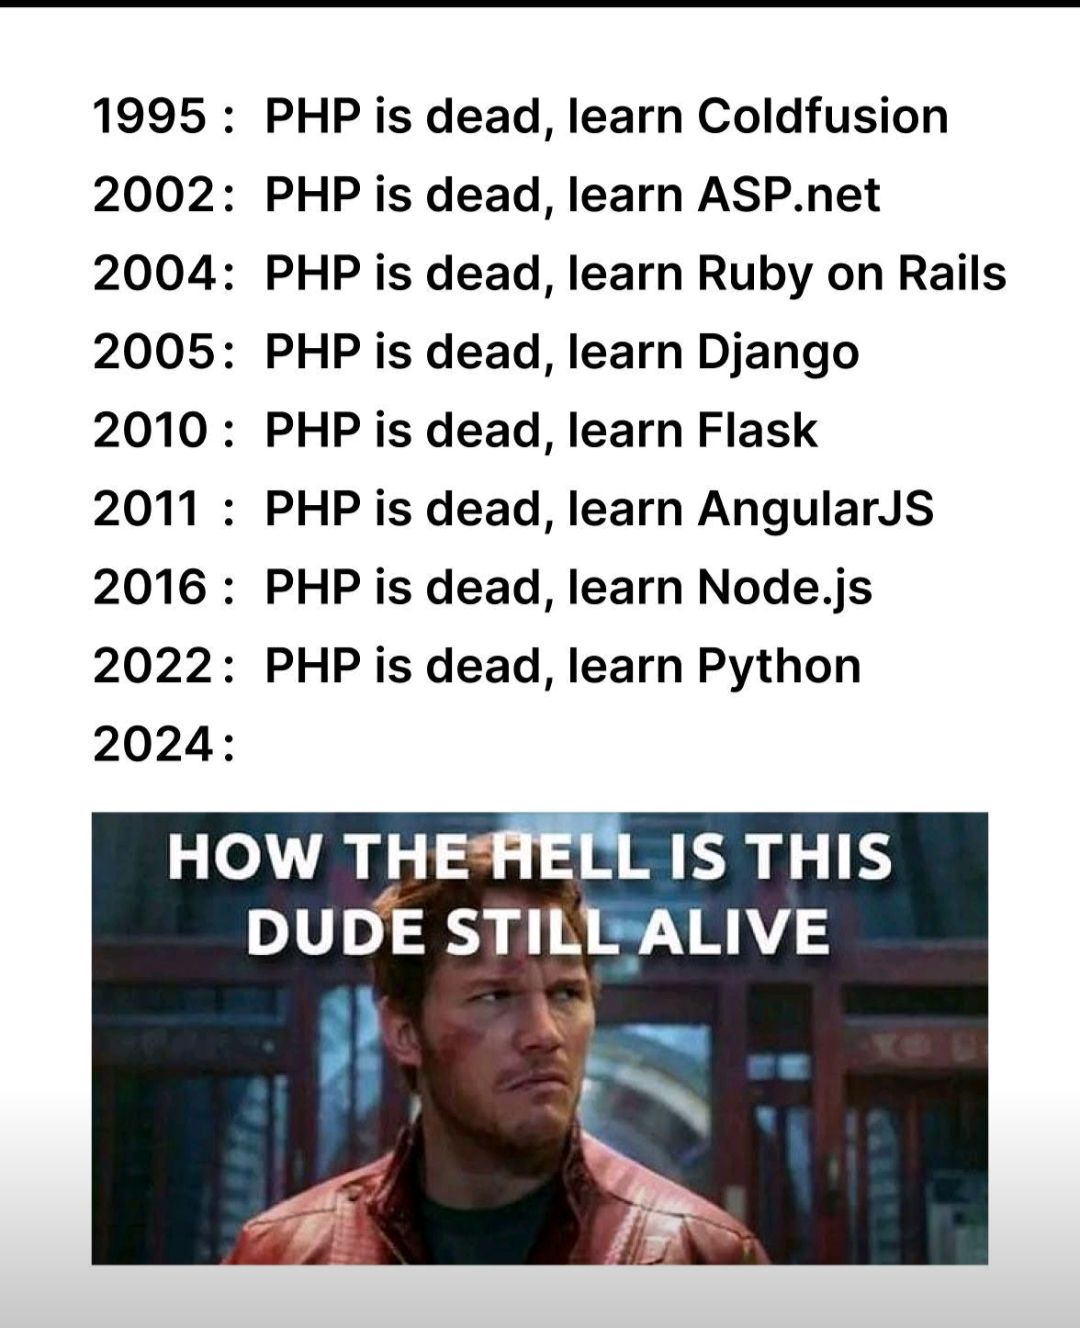 1995 : PHP is dead, learn Coldfusion
2002: PHP is dead, learn ASP.net
2004: PHP is dead, learn Ruby on Rails
2005: PHP is dead, learn Django
2010 : PHP is dead, learn Flask
2011 : PHP is dead, learn AngularJS
2016 : PHP is dead, learn Node.js
2022: PHP is dead, learn Python
2024:
HOW THE HELL IS THIS
DUDE STILL ALIVE